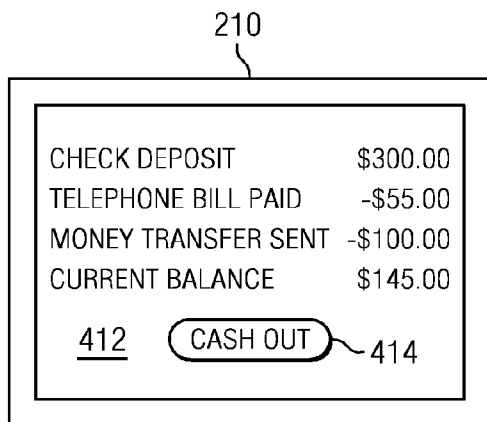 210
CHECK DEPOSIT $300.00
TELEPHONE BILL PAID -$55.00
MONEY TRANSFER SENT -$100.00
CURRENT BALANCE $145.00
412 CASH OUT 414